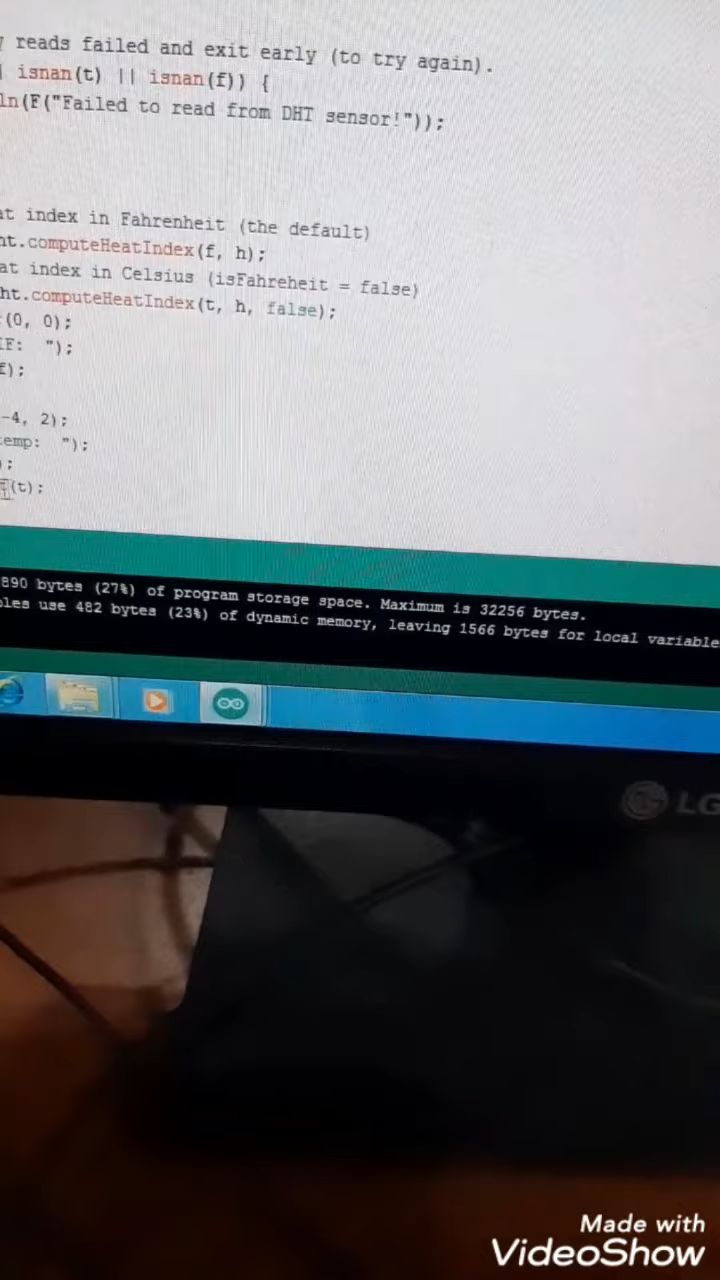 reads failed and exit early (to try again).
isnan(t) || isnan(f)) {
ln(F("Failed to read from DHT sensor!"));
at index in Fahrenheit (the default)
ht.computeHeatIndex(f, h);
at index in Celsius (isFahreheit = false)
ht.computeHeatIndex(t, h, false);
(0, 0);
IF:  ");
f);
-4, 2);
temp:  ");
);
(t);
890 bytes (27%) of program storage space. Maximum is 32256 bytes.
bles use 482 bytes (23%) of dynamic memory, leaving 1566 bytes for local variable
LG
Made with
VideoShow